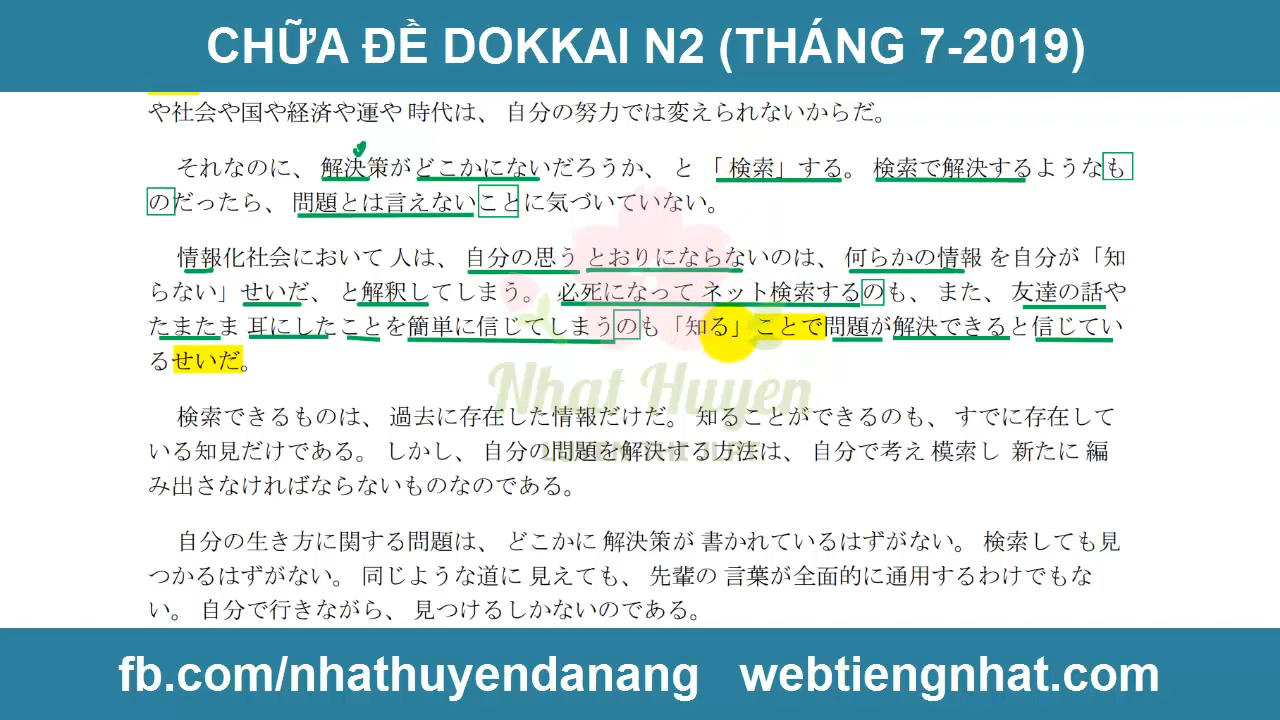 CHỮA ĐỀ DOKKAI N2 (THÁNG 7-2019)
や社会や国や経済や運や 時代は、 自分の努力では変えられないからだ。
それなのに、 解決策がどこかにないだろうか、 と 「 検索」する。 検索で解決するようなも
のだったら、 問題とは言えないことに気づいていない。
情報化社会において 人は、 自分の思う とおりにならないのは、 何らかの情報 を自分が「知
らない」せいだ、 と解釈してしまう。 必死になって ネット検索するのも、 また、 友達の話や
たまたま 耳にしたことを簡単に信じてしまうのも「知る」ことで問題が解決できると信じてい
るせいだ。
検索できるものは、 過去に存在した情報だけだ。 知ることができるのも、 すでに存在して
いる知見だけである。 しかし、 自分の問題を解決する方法は、 自分で考え 模索し 新たに 編
み出さなければならないものなのである。
自分の生き方に関する問題は、 どこかに 解決策が 書かれているはずがない。 検索しても見
つかるはずがない。 同じような道に 見えても、 先輩の 言葉が全面的に通用するわけでもな
い。 自分で行きながら、 見つけるしかないのである。
Nhat Huyen
LUYEN THI JLPT
fb.com/nhathuyendanang webtiengnhat.com